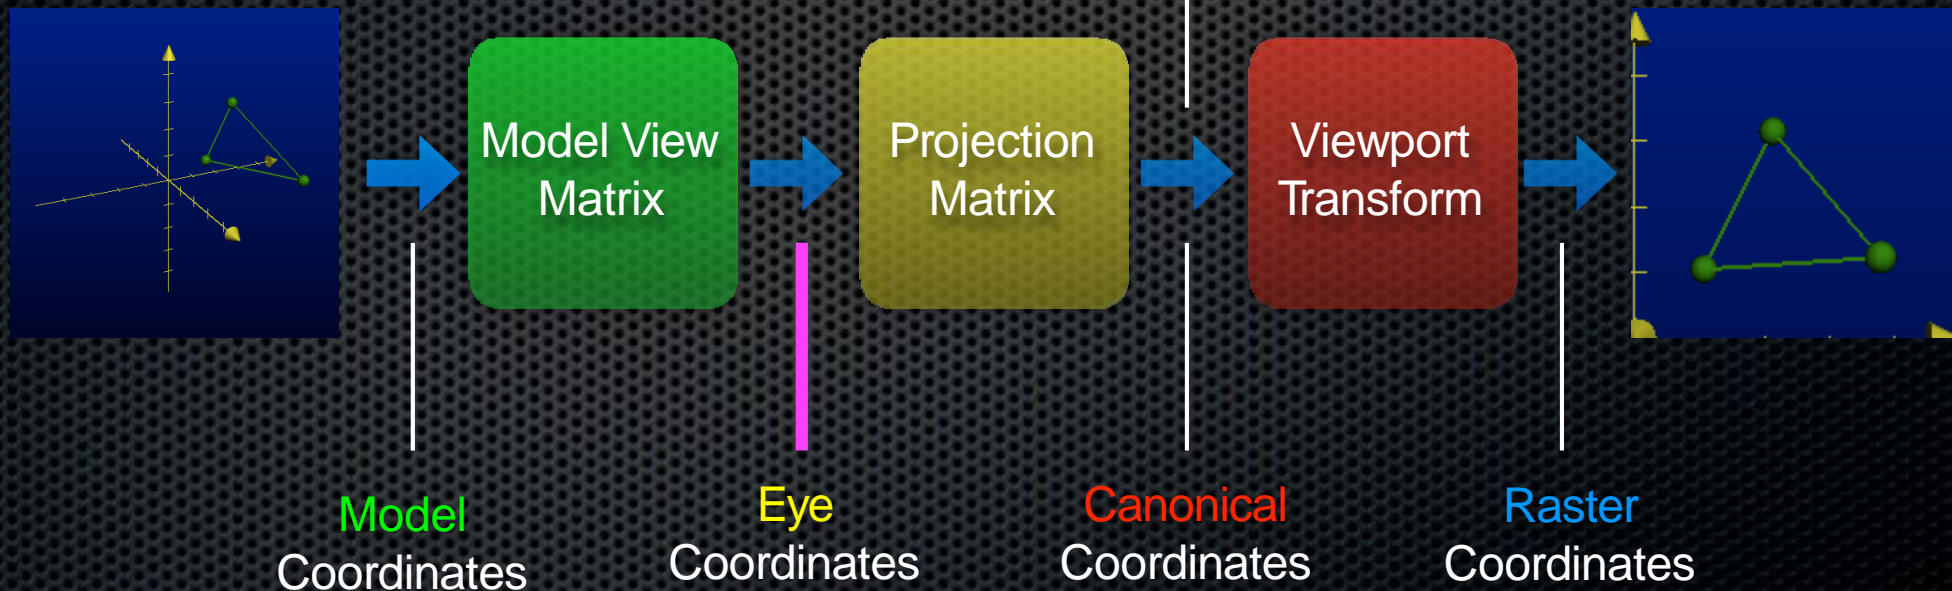 Model View
Matrix
Projection
Matrix
Viewport
Transform
Model
Coordinates
Eye
Coordinates
Canonical
Coordinates
Raster
Coordinates